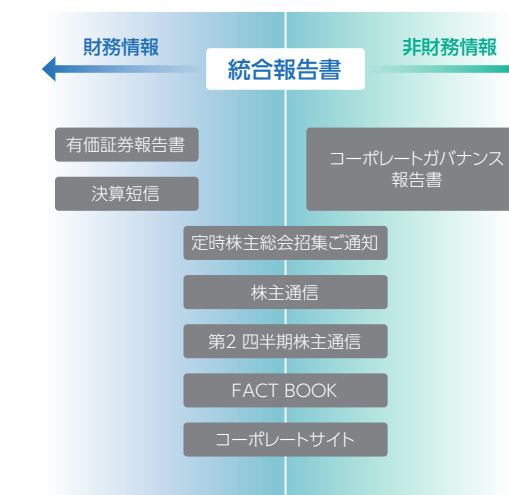 財務情報
非財務情報
統合報告書
有価証券報告書
コーポレートガバナンス
報告書
決算短信
定時株主総会招集ご通知
株主通信
第2 四半期株主通信
FACT BOOK
コーポレートサイト